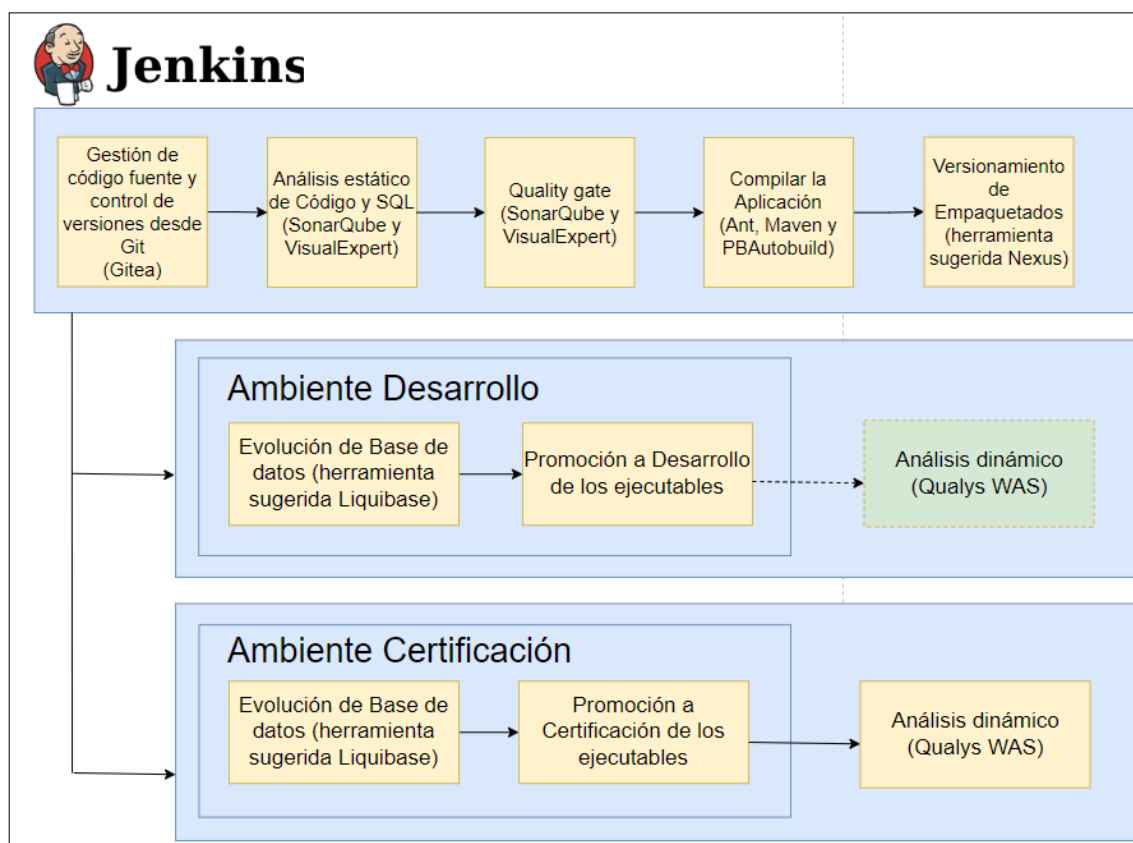 Jenkins
Gestión de
código fuente y
control de
versiones desde
Git
(Gitea)
Análisis estático
de Código y SQL
(SonarQube y
VisualExpert)
Quality gate
(SonarQube y
VisualExpert)
Compilar la
Aplicación
(Ant, Maven y
PBAutobuild)
Versionamiento
de
Empaquetados
(herramienta
sugerida Nexus)
Ambiente Desarrollo
Evolución de Base de
datos (herramienta
sugerida Liquibase)
Promoción a Desarrollo
de los ejecutables
Análisis dinámico
(Qualys WAS)
Ambiente Certificación
Evolución de Base de
datos (herramienta
sugerida Liquibase)
Promoción a
Certificación de los
ejecutables
Análisis dinámico
(Qualys WAS)